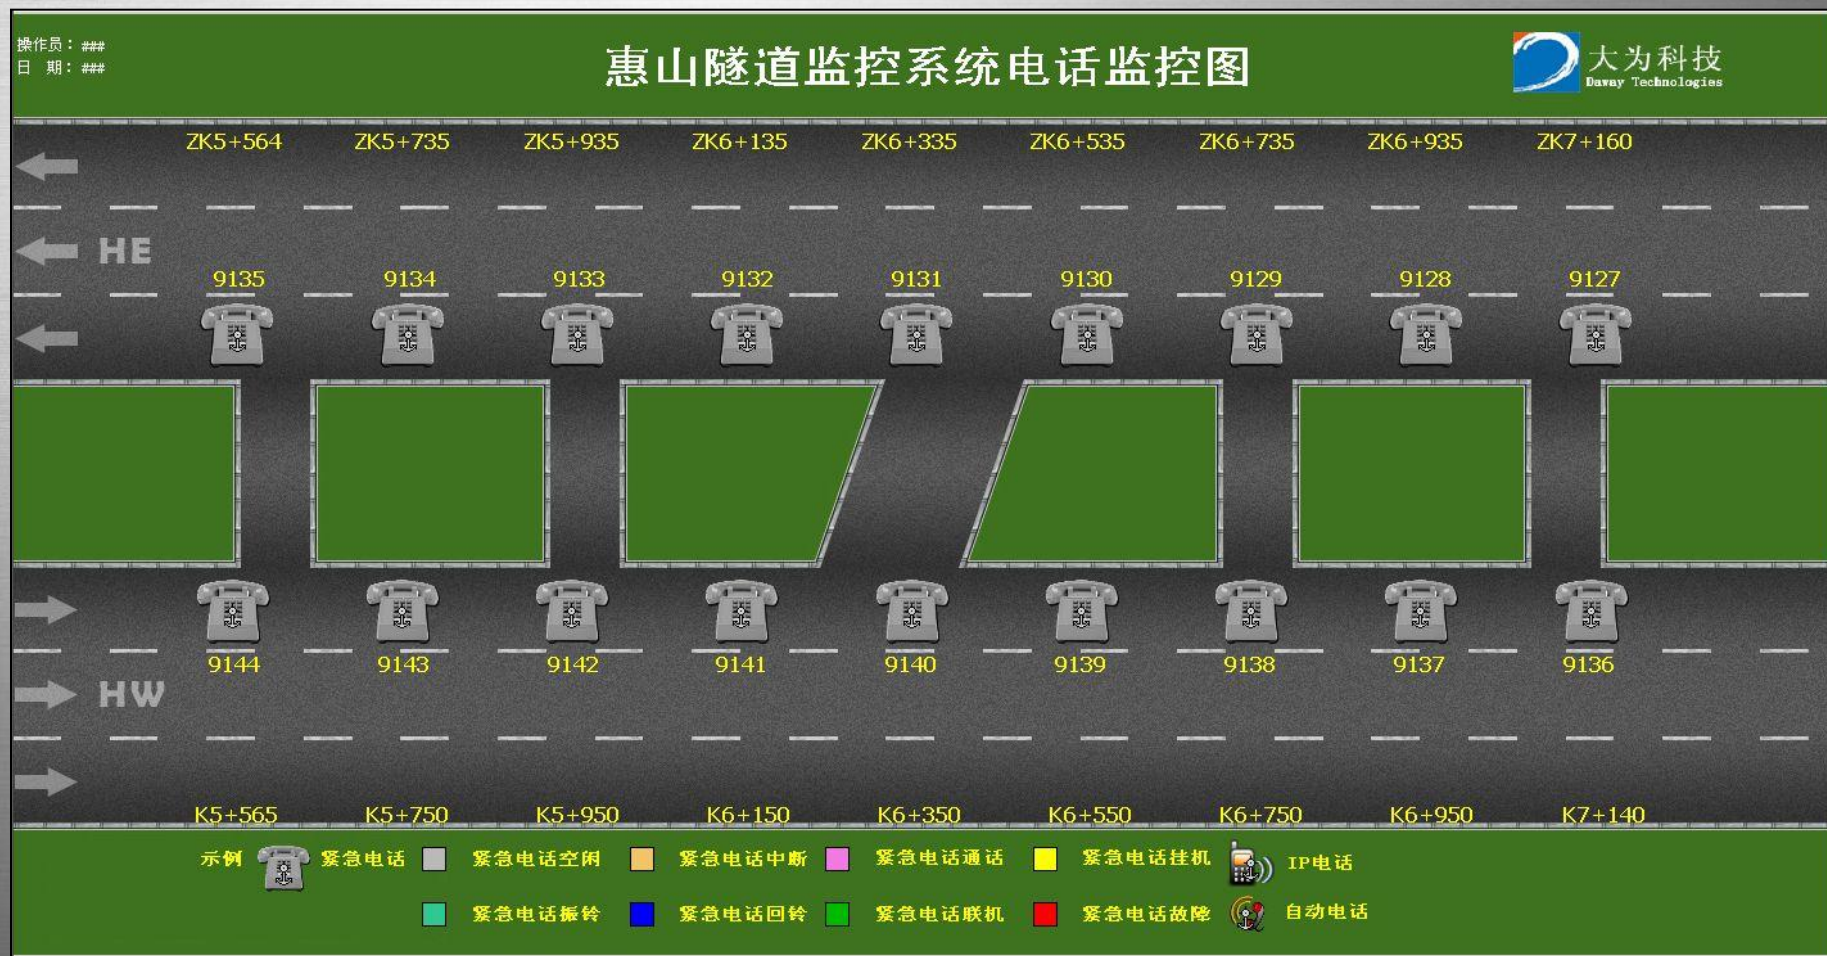 操作员：###
日 期：###
惠山隧道监控系统电话监控图
大为科技
Daway Technologies
ZK5+564 ZK5+735 ZK5+935 ZK6+135 ZK6+335 ZK6+535 ZK6+735 ZK6+935 ZK7+160
HE
9135 9134 9133 9132 9131 9130 9129 9128 9127
9144 9143 9142 9141 9140 9139 9138 9137 9136
HW
K5+565 K5+750 K5+950 K6+150 K6+350 K6+550 K6+750 K6+950 K7+140
示例 紧急电话 紧急电话空闲 紧急电话中断 紧急电话通话 紧急电话挂机 IP电话
紧急电话振铃 紧急电话回铃 紧急电话联机 紧急电话故障 自动电话